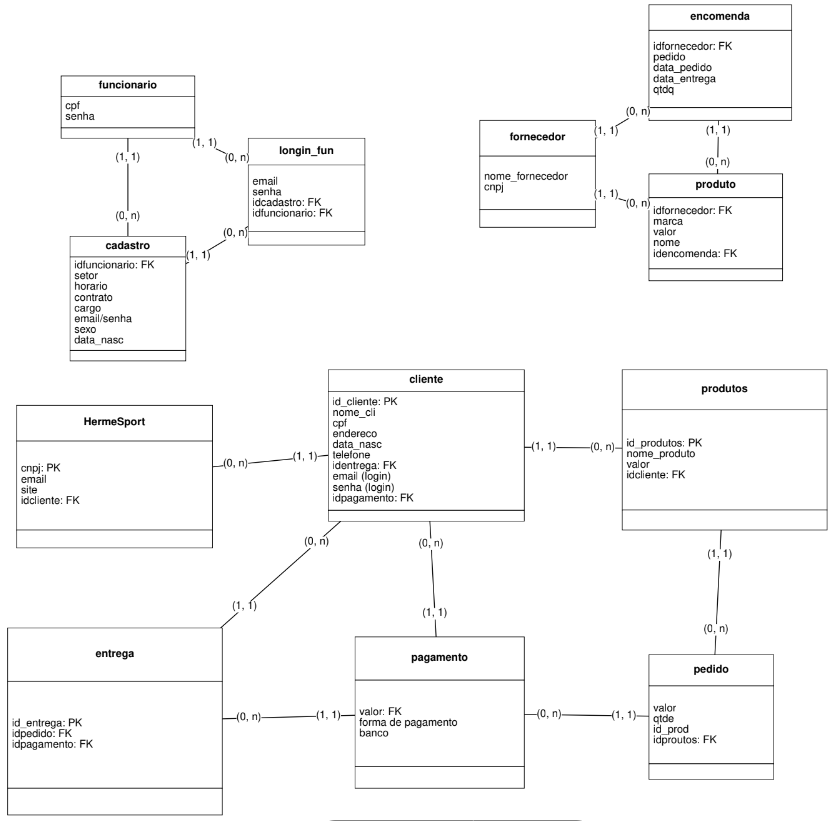 encomenda
idfornecedor: FK
pedido
data_pedido
data_entrega
qtdq
funcionario
cpf
senha
(1, 1)
(0, n)
longin_fun
email
senha
idcadastro: FK
idfuncionario: FK
(1, 1)
(0, n)
cadastro
idfuncionario: FK
setor
horario
contrato
cargo
email/senha
sexo
data_nasc
(0, n)
(1, 1)
fornecedor
nome_fornecedor
cnpj
(1, 1)
(0, n)
(1, 1)
(0, n)
(1, 1)
(0, n)
produto
idfornecedor: FK
marca
valor
nome
idencomenda: FK
HermeSport
cnpj: PK
email
site
idcliente: FK
(0, n)
(1, 1)
cliente
id_cliente: PK
nome_cli
cpf
endereco
data_nasc
telefone
identrega: FK
email (login)
senha (login)
idpagamento: FK
(1, 1)
(0, n)
produtos
id_produtos: PK
nome_produto
valor
idcliente: FK
(0, n)
(1, 1)
(0, n)
(1, 1)
(1, 1)
(0, n)
entrega
id_entrega: PK
idpedido: FK
idpagamento: FK
(0, n)
(1, 1)
pagamento
valor: FK
forma de pagamento
banco
(0, n)
(1, 1)
pedido
valor
qtde
id_prod
idproutos: FK